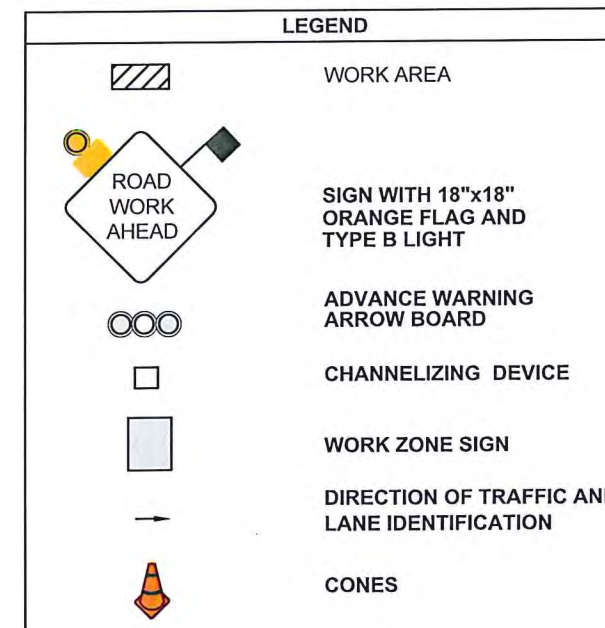 LEGEND
WORK AREA
ROAD
WORK
AHEAD
SIGN WITH 18"x18"
ORANGE FLAG AND
TYPE B LIGHT
ADVANCE WARNING
ARROW BOARD
CHANNELIZING DEVICE
WORK ZONE SIGN
DIRECTION OF TRAFFIC AN
LANE IDENTIFICATION
CONES